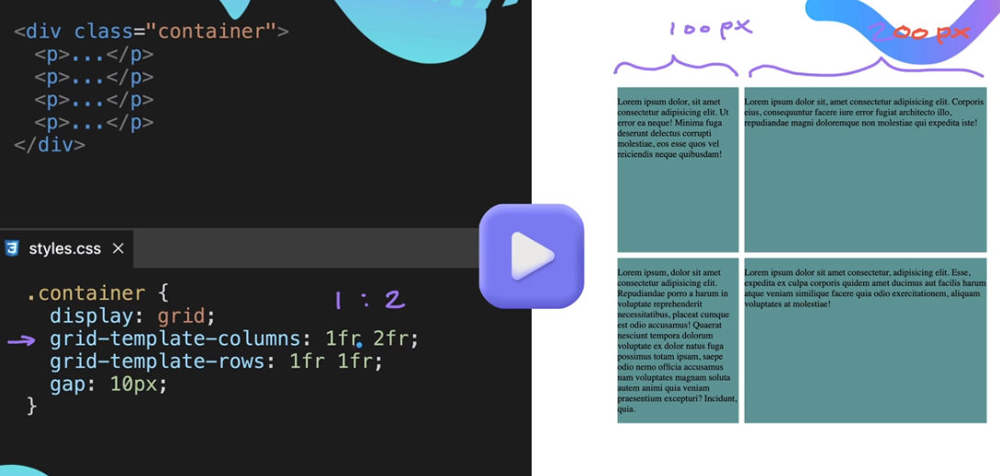 <div class="container">
<p>...</p>
<p>...</p>
<p>...</p>
<p>...</p>
</div>
styles.css ×
.container {
display: grid;
grid-template-columns: 1fr 2fr;
grid-template-rows: 1fr 1fr;
gap: 10px;
}
1 : 2
100 px
200 px
Lorem ipsum dolor, sit amet
consectetur adipisicing elit. Ut
error ea neque! Minima fuga
deserunt delectus corrupti
molestiae, eos esse quos vel
reiciendis neque quibusdam!
Lorem ipsum dolor sit, amet consectetur adipisicing elit. Corporis
eius, consequuntur facere iure error fugiat architecto illo,
repudiandae magni doloremque non molestiae qui expedita iste!
Lorem ipsum, dolor sit amet
consectetur adipisicing elit.
Repudiandae porro a harum in
voluptate reprehenderit
necessitatibus, placeat cumque
est odio accusamus! Quaerat
nesciunt tempora dolorum
voluptate ex dolor natus fuga
possimus totam ipsam, saepe
odio nemo officia accusamus
nam voluptates magnam soluta
autem animi quia veniam
praesentium excepturi? Incidunt,
quia.
Lorem ipsum dolor sit amet consectetur, adipisicing elit. Esse,
expedita ex culpa corporis quidem amet ducimus aut facilis harum
atque veniam similique facere quia odio exercitationem, aliquam
voluptates at molestiae!